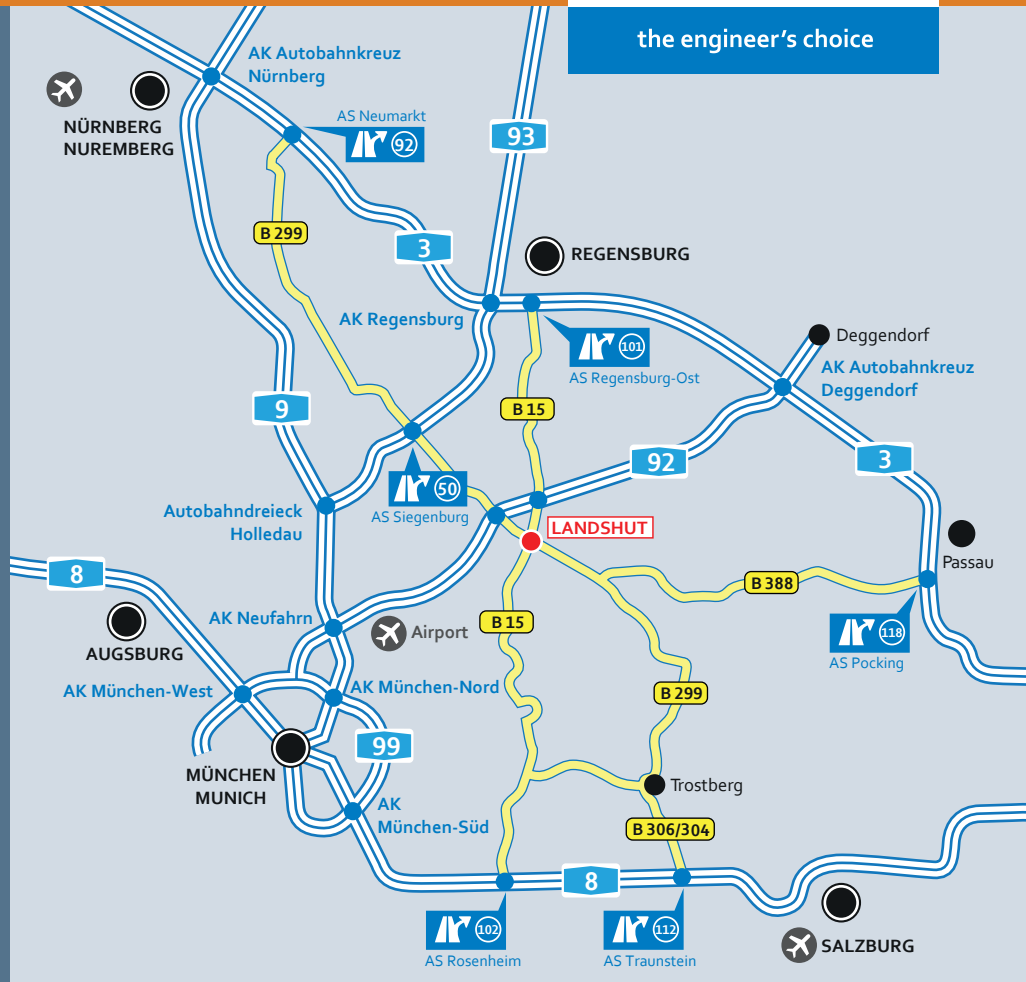 the engineer's choice
AK Autobahnkreuz
Nürnberg
NÜRNBERG
NUREMBERG
AS Neumarkt
92
93
B 299
3
REGENSBURG
AK Regensburg
101
AS Regensburg-Ost
Deggendorf
AK Autobahnkreuz
Deggendorf
9
B 15
92
3
50
AS Siegenburg
Autobahndreieck
Holledau
LANDSHUT
Passau
8
B 388
AK Neufahrn
Airport
B 15
118
AS Pocking
AUGSBURG
AK München-West
AK München-Nord
B 299
99
MÜNCHEN
MUNICH
Trostberg
AK
München-Süd
B 306/304
8
102
AS Rosenheim
112
AS Traunstein
SALZBURG